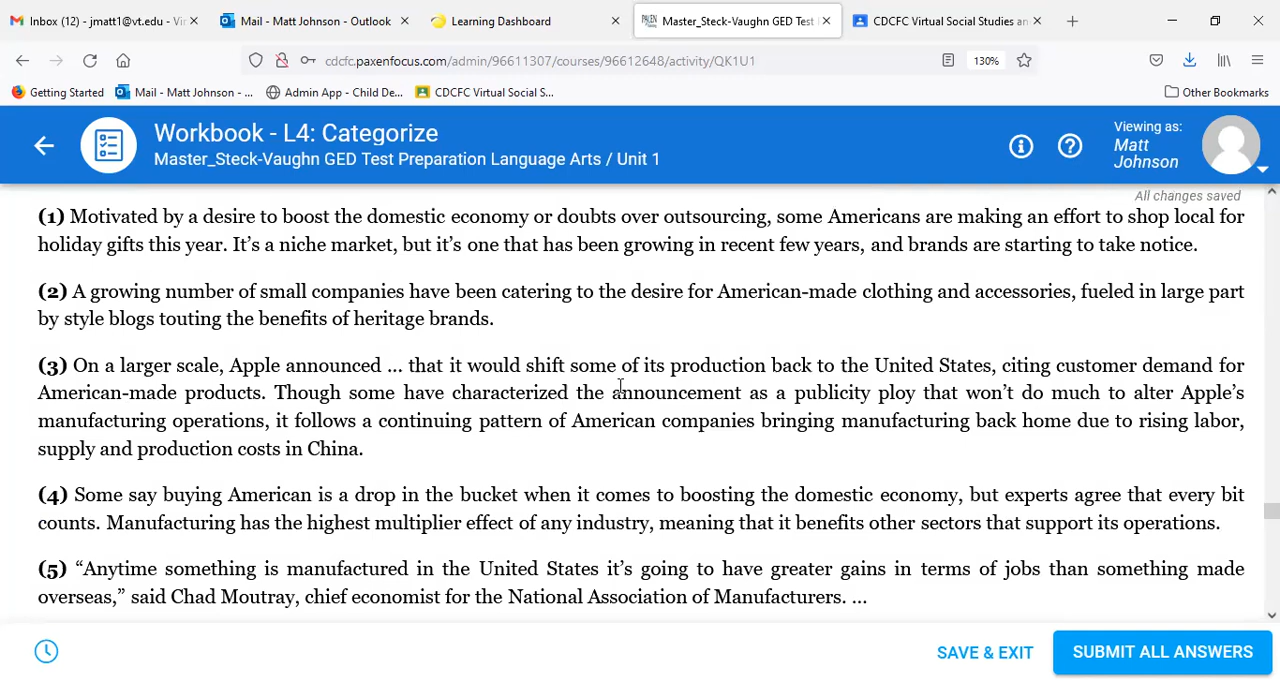 Inbox (12) - jmatt1@vt.edu - Vir
Mail - Matt Johnson - Outlook
Learning Dashboard
Master_Steck-Vaughn GED Test
CDCFC Virtual Social Studies an
cdcfc.paxenfocus.com/admin/96611307/courses/96612648/activity/QK1U1
130%
Getting Started
Mail - Matt Johnson - ...
Admin App - Child De...
CDCFC Virtual Social S...
Other Bookmarks
Workbook - L4: Categorize
Master_Steck-Vaughn GED Test Preparation Language Arts / Unit 1
Viewing as:
Matt
Johnson
All changes saved
(1) Motivated by a desire to boost the domestic economy or doubts over outsourcing, some Americans are making an effort to shop local for
holiday gifts this year. It’s a niche market, but it’s one that has been growing in recent few years, and brands are starting to take notice.
(2) A growing number of small companies have been catering to the desire for American-made clothing and accessories, fueled in large part
by style blogs touting the benefits of heritage brands.
(3) On a larger scale, Apple announced ... that it would shift some of its production back to the United States, citing customer demand for
American-made products. Though some have characterized the announcement as a publicity ploy that won’t do much to alter Apple’s
manufacturing operations, it follows a continuing pattern of American companies bringing manufacturing back home due to rising labor,
supply and production costs in China.
(4) Some say buying American is a drop in the bucket when it comes to boosting the domestic economy, but experts agree that every bit
counts. Manufacturing has the highest multiplier effect of any industry, meaning that it benefits other sectors that support its operations.
(5) “Anytime something is manufactured in the United States it’s going to have greater gains in terms of jobs than something made
overseas,” said Chad Moutray, chief economist for the National Association of Manufacturers. ...
SAVE & EXIT
SUBMIT ALL ANSWERS